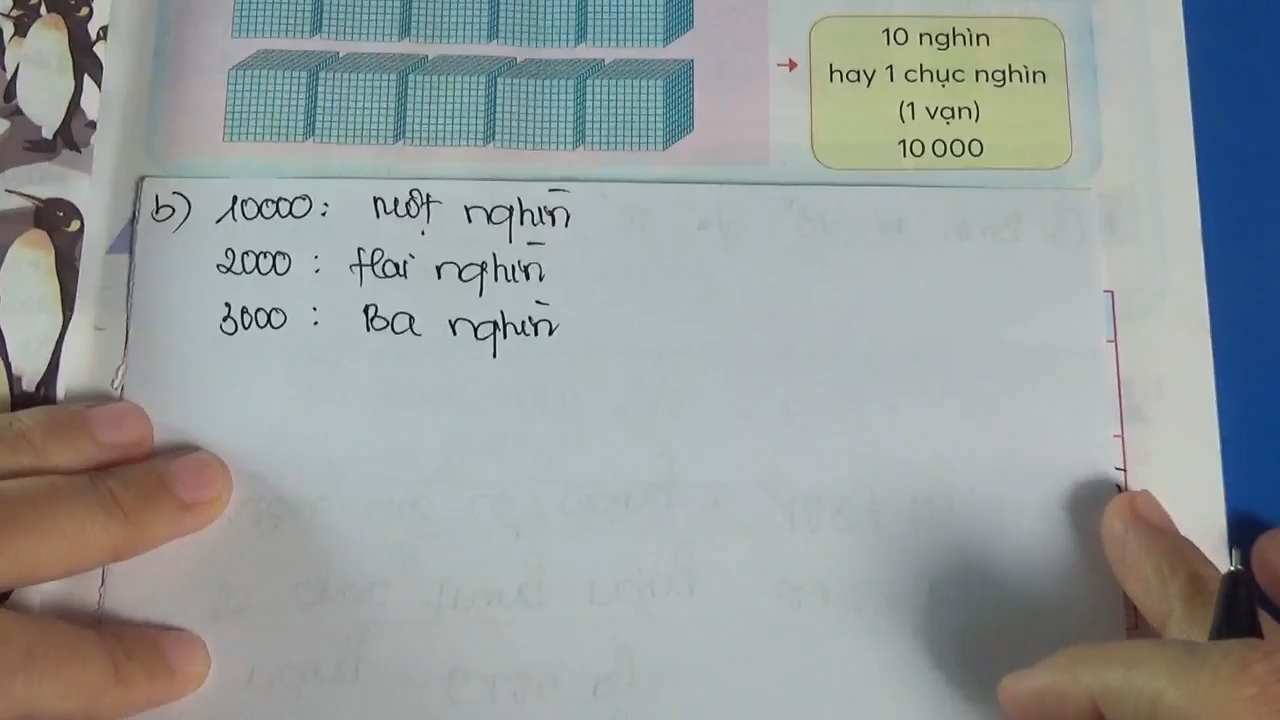 10 nghìn
hay 1 chục nghìn
(1 vạn)
10 000
b) 10000: Một nghìn
2000 : Hai nghìn
3000 : Ba nghìn